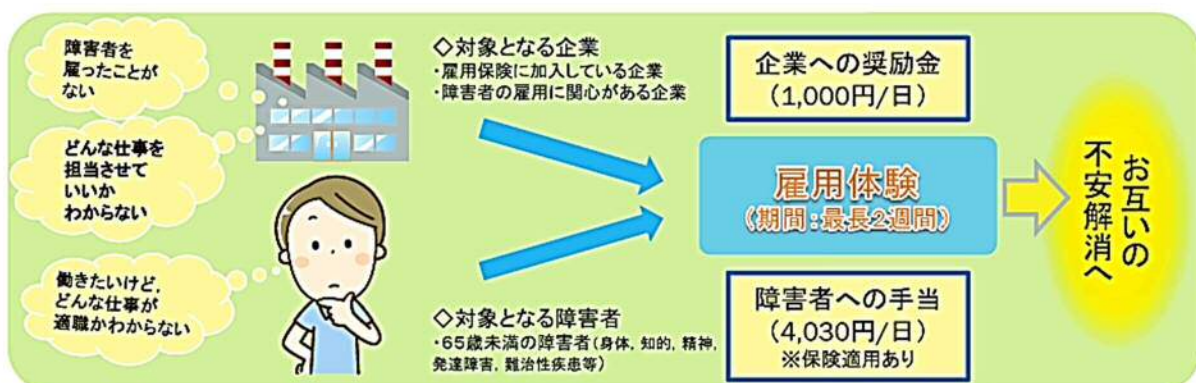 障害者を
雇ったことが
ない
どんな仕事を
担当させて
いいか
わからない
働きたいけど,
どんな仕事が
適職かわからない
◇対象となる企業
・雇用保険に加入している企業
・障害者の雇用に関心がある企業
◇対象となる障害者
・65歳未満の障害者(身体, 知的, 精神,
発達障害, 難治性疾患等)
企業への奨励金
(1,000円/日)
雇用体験
(期間:最長2週間)
障害者への手当
(4,030円/日)
※保険適用あり
お互いの
不安解消へ